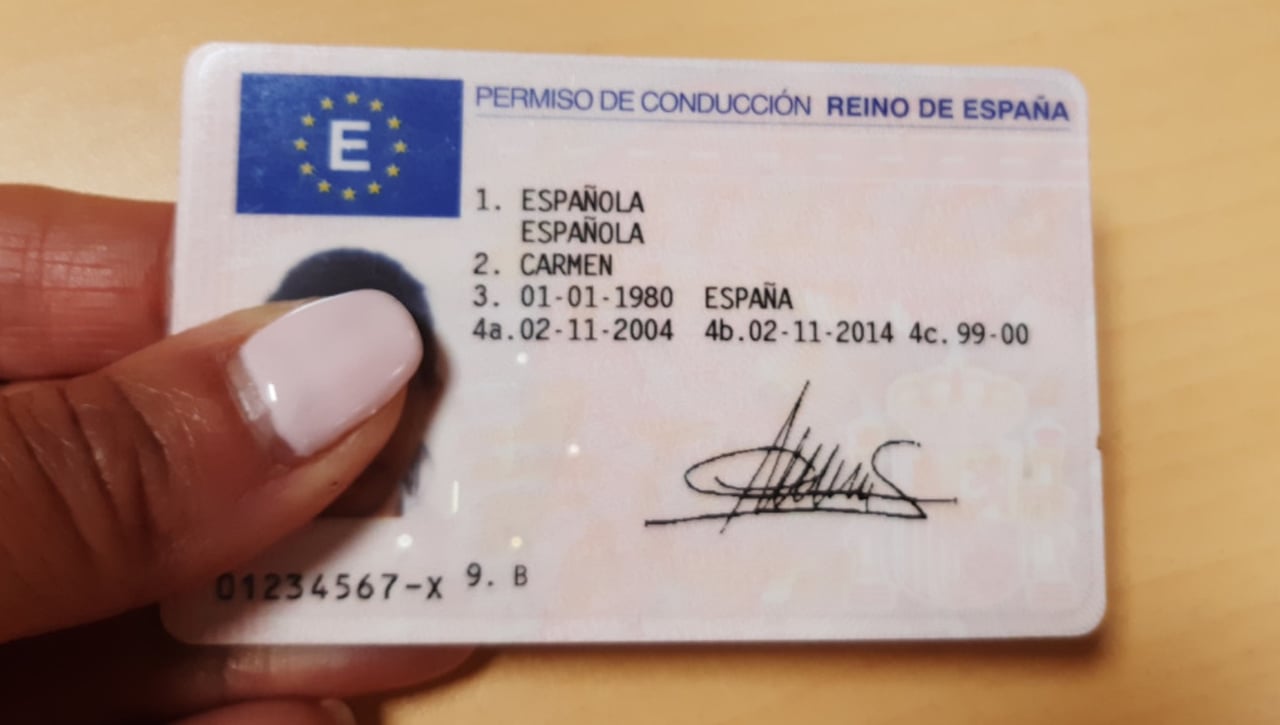 E
PERMISO DE CONDUCCIÓN REINO DE ESPAÑA
1. ESPAÑOLA
ESPAÑOLA
2. CARMEN
3. 01-01-1980 ESPAÑA
4a.02-11-2004 4b.02-11-2014 4c. 99-00
01234567-X 9. B